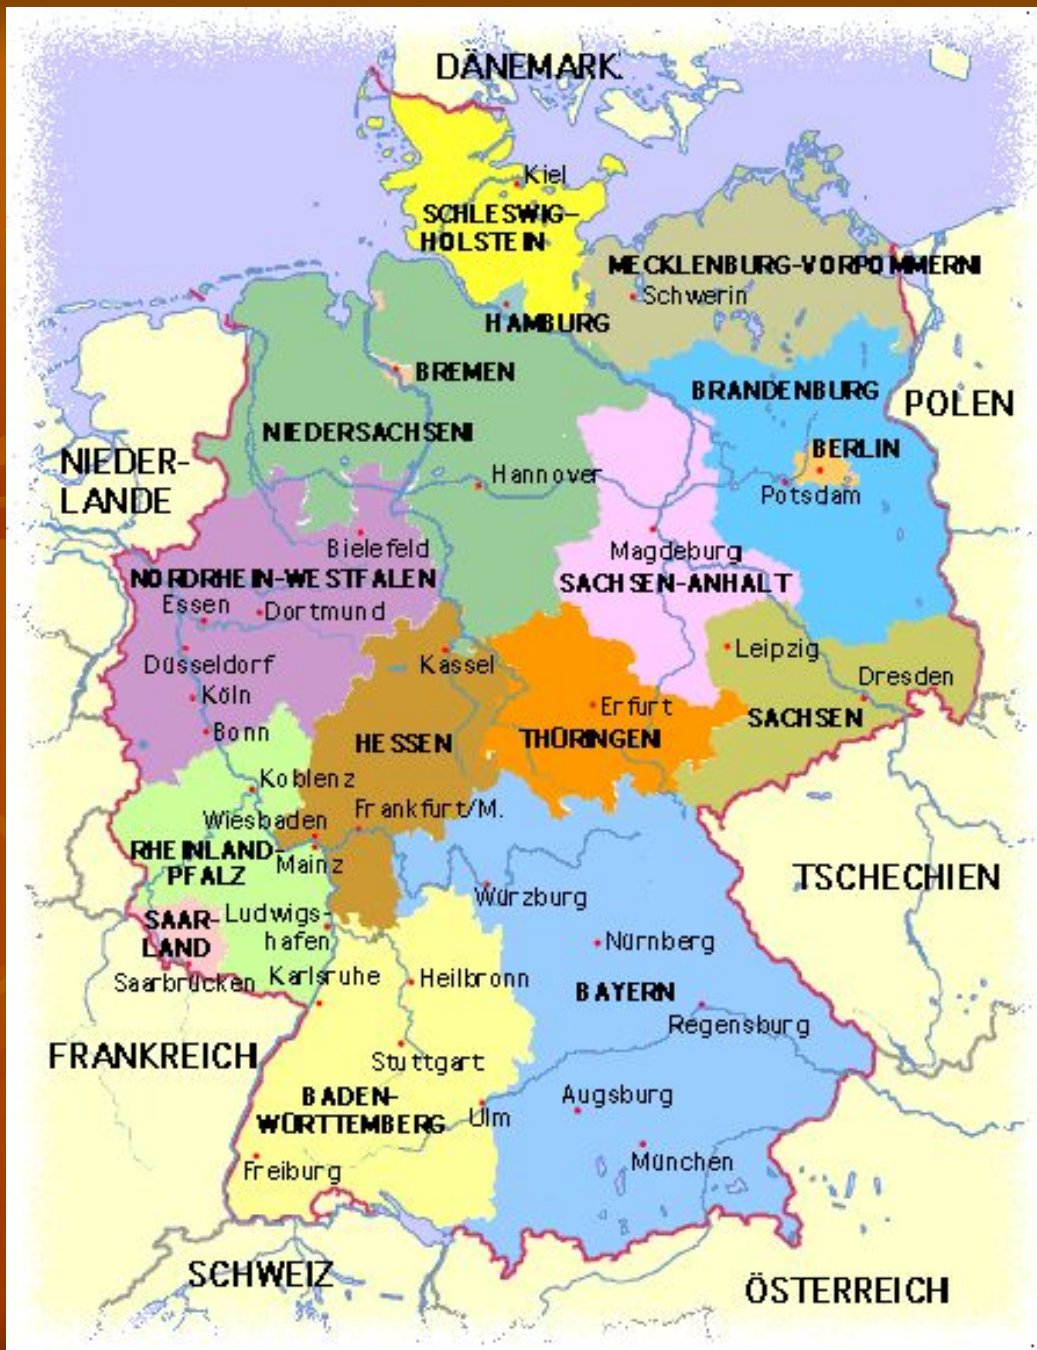 DÄNEMARK
Kiel
SCHLESWIG-
HOLSTEIN
MECKLENBURG-VORPOMMERN
Schwerin
HAMBURG
BREMEN
BRANDENBURG
POLEN
NIEDERSACHSEN
BERLIN
NIEDER-
LANDE
Hannover
Potsdam
Bielefeld
Magdeburg
NORDRHEIN-WESTFALEN
SACHSEN-ANHALT
Essen
Dortmund
Düsseldorf
Kassel
Leipzig
Dresden
Köln
Erfurt
SACHSEN
Bonn
HESSEN
THÜRINGEN
Koblenz
Frankfurt/M.
Wiesbaden
RHEINLAND-
PFALZ
Mainz
TSCHECHIEN
Würzburg
SAAR-
LAND
Ludwigs-
hafen
Nürnberg
Saarbrücken
Karlsruhe
Heilbronn
BAYERN
Regensburg
FRANKREICH
Stuttgart
BADEN-
WÜRTTEMBERG
Ulm
Augsburg
München
Freiburg
SCHWEIZ
ÖSTERREICH